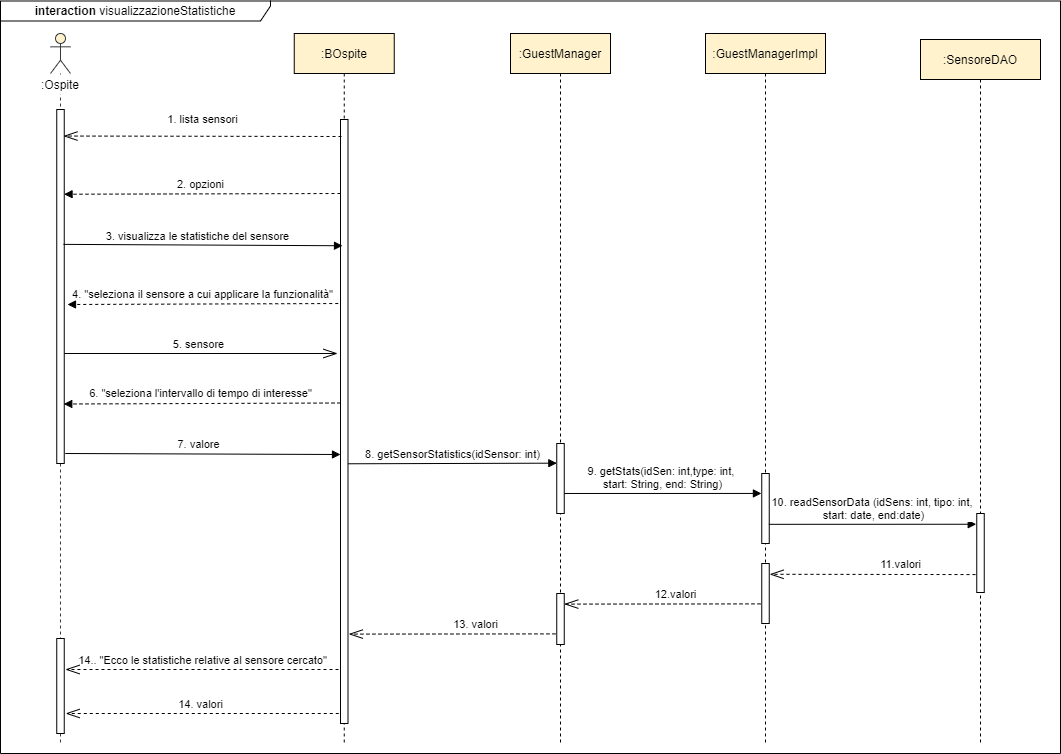 interaction visualizzazioneStatistiche
:Ospite
:BOspite
:GuestManager
:GuestManagerImpl
:SensoreDAO
1. lista sensori
2. opzioni
3. visualizza le statistiche del sensore
4. "seleziona il sensore a cui applicare la funzionalità"
5. sensore
6. "seleziona l'intervallo di tempo di interesse"
7. valore
8. getSensorStatistics(idSensor: int)
9. getStats(idSen: int,type: int,
start: String, end: String)
10. readSensorData (idSens: int, tipo: int,
start: date, end:date)
11.valori
12.valori
13. valori
14.. "Ecco le statistiche relative al sensore cercato"
14. valori